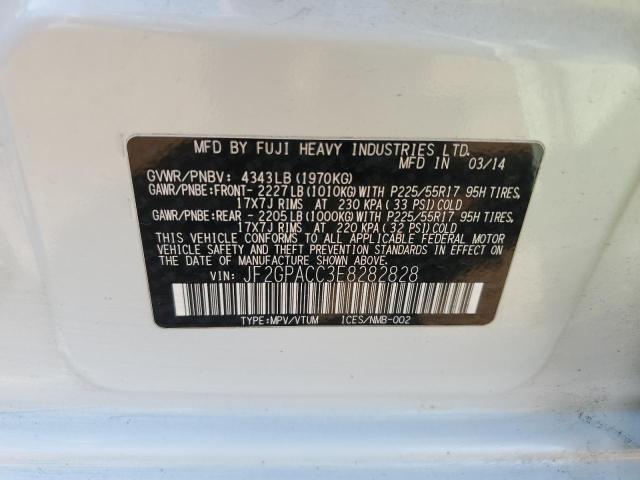 MFD BY FUJI HEAVY INDUSTRIES LTD.
MFD IN 03/14
GVWR/PNBV: 4343LB(1970KG)
GAWR/PNBE:FRONT-2227LB(1010KG)WITH P225/55R17 95H TIRES,
17X7J RIMS AT 230 KPA(33 PSI)COLD
GAWR/PNBE:REAR -2205LB(1000KG)WITH P225/55R17 95H TIRES,
17X7J RIMS AT 220 KPA(32 PSI)COLD
THIS VEHICLE CONFORMS TO ALL APPLICABLE FEDERAL MOTOR
VEHICLE SAFETY AND THEFT PREVENTION STANDARDS IN EFFECT ON
THE DATE OF MANUFACTURE SHOWN ABOVE.
VIN: JF2GPACC3E8282828
TYPE:MPV/VTUM ICES/NMB-002